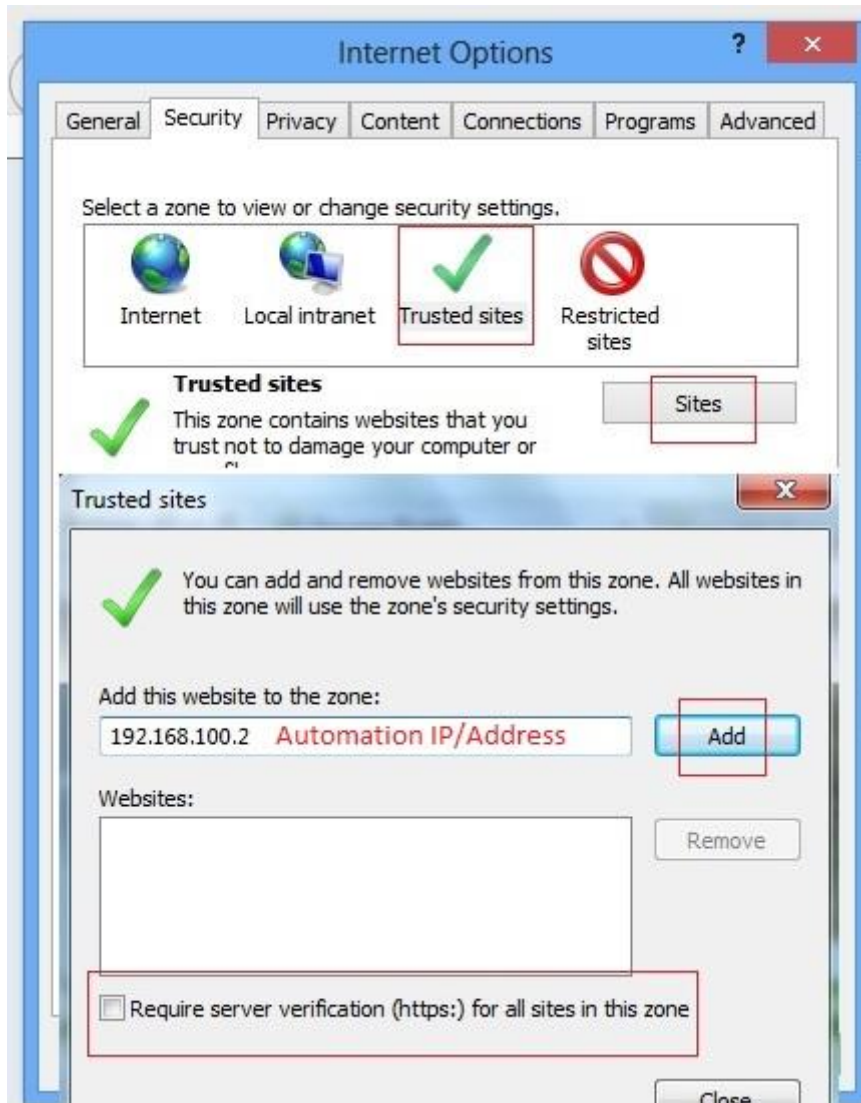 Internet Options
?
General Security Privacy Content Connections Programs Advanced
Select a zone to view or change security settings.
Internet
Local intranet
Trusted sites
Restricted
sites
Trusted sites
This zone contains websites that you
trust not to damage your computer or
Sites
Trusted sites
You can add and remove websites from this zone. All websites in
this zone will use the zone's security settings.
Add this website to the zone:
192.168.100.2 Automation IP/Address
Add
Websites:
Remove
Require server verification (https:) for all sites in this zone
Close